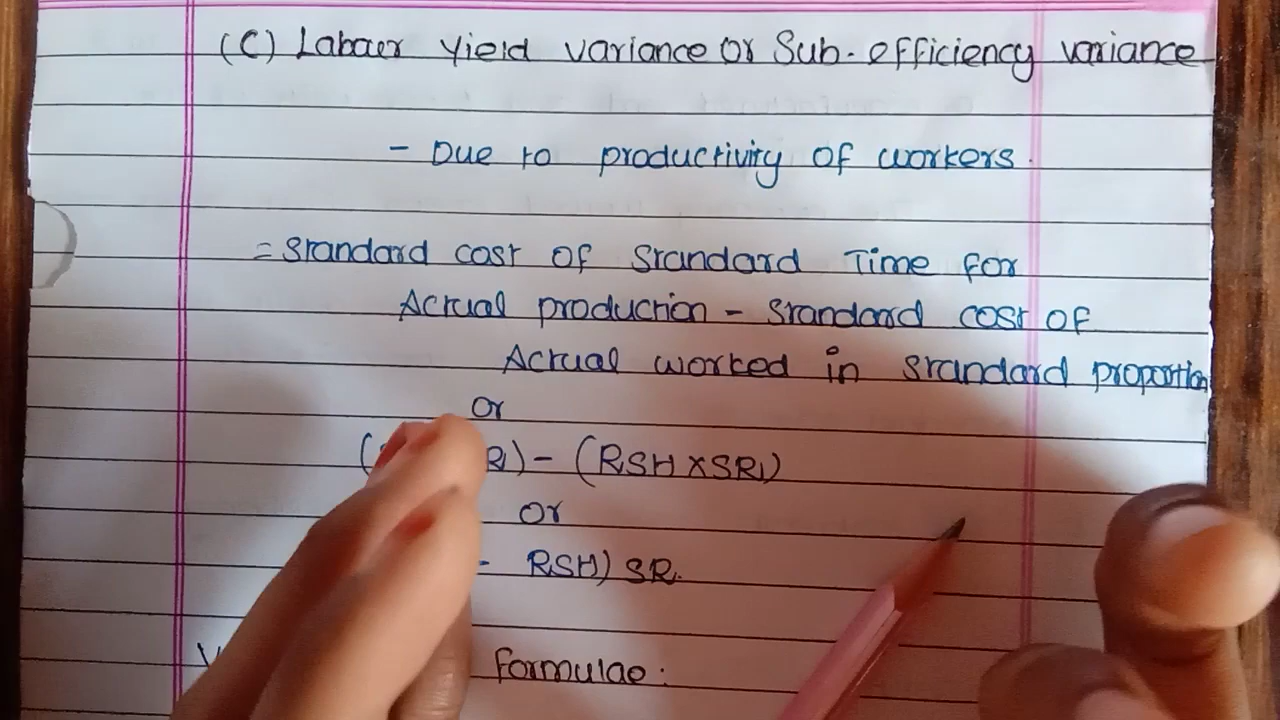 (C) Labour Yield variance or Sub-efficiency variance
- Due to productivity of workers.
= Standard cost of Standard Time for
Actual production - Standard cost of
Actual worked in standard proportion
or
R) - (RSH X SR)
or
- RSH) SR.
formulae: